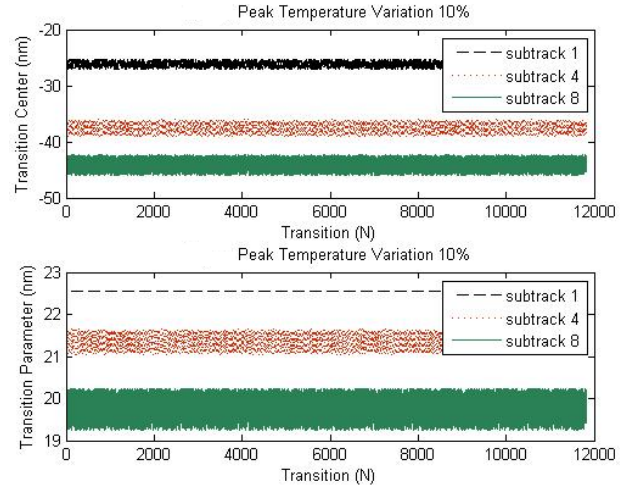 Peak Temperature Variation 10%
Transition Center (nm)
-20
-30
-40
-50
subtrack 1
subtrack 4
subtrack 8
0 2000 4000 6000 8000 10000 12000
Transition (N)
Peak Temperature Variation 10%
Transition Parameter (nm)
23
22
21
20
19
subtrack 1
subtrack 4
subtrack 8
0 2000 4000 6000 8000 10000 12000
Transition (N)